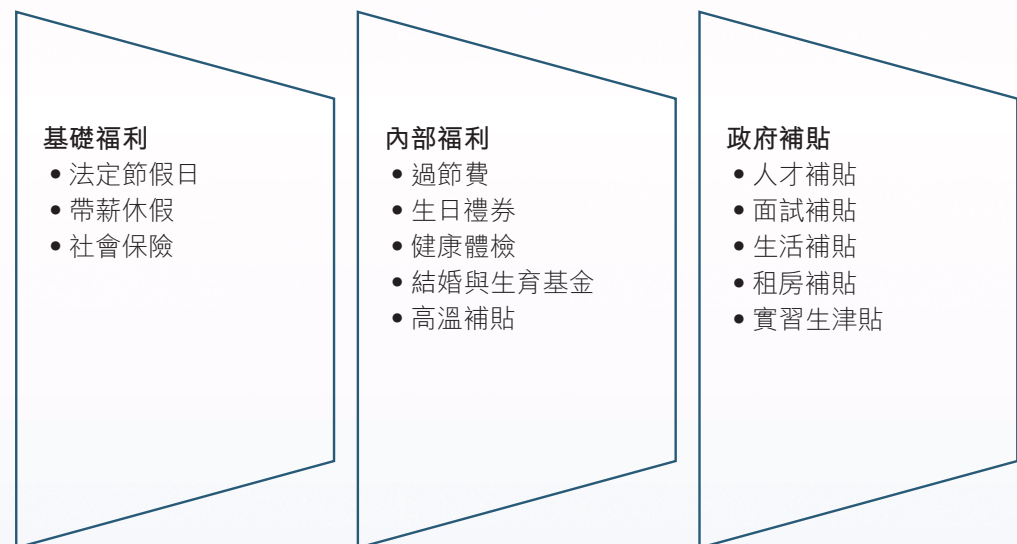 基礎福利
• 法定節假日
• 帶薪休假
• 社會保險
內部福利
• 過節費
• 生日禮券
• 健康體檢
• 結婚與生育基金
• 高溫補貼
政府補貼
• 人才補貼
• 面試補貼
• 生活補貼
• 租房補貼
• 實習生津貼